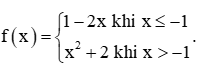 f(x) = {1 − 2x khi x ≤ −1
x² + 2 khi x > −1.